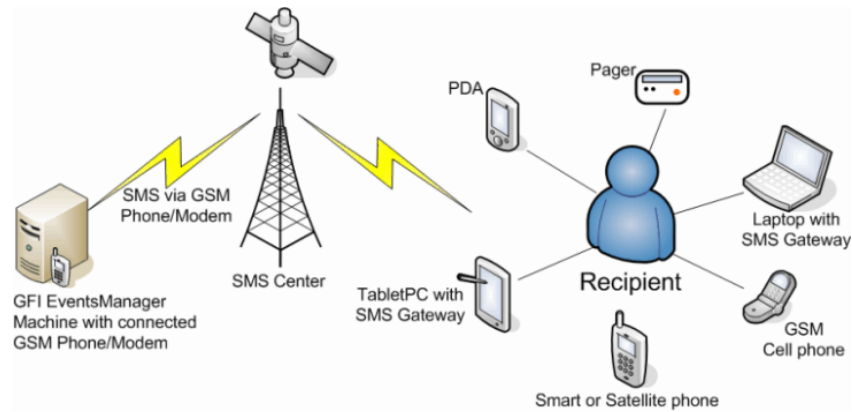 PDA
Pager
SMS via GSM
Phone/Modem
Laptop with
SMS Gateway
SMS Center
Recipient
GFI EventsManager
Machine with connected
GSM Phone/Modem
TabletPC with
SMS Gateway
GSM
Cell phone
Smart or Satellite phone